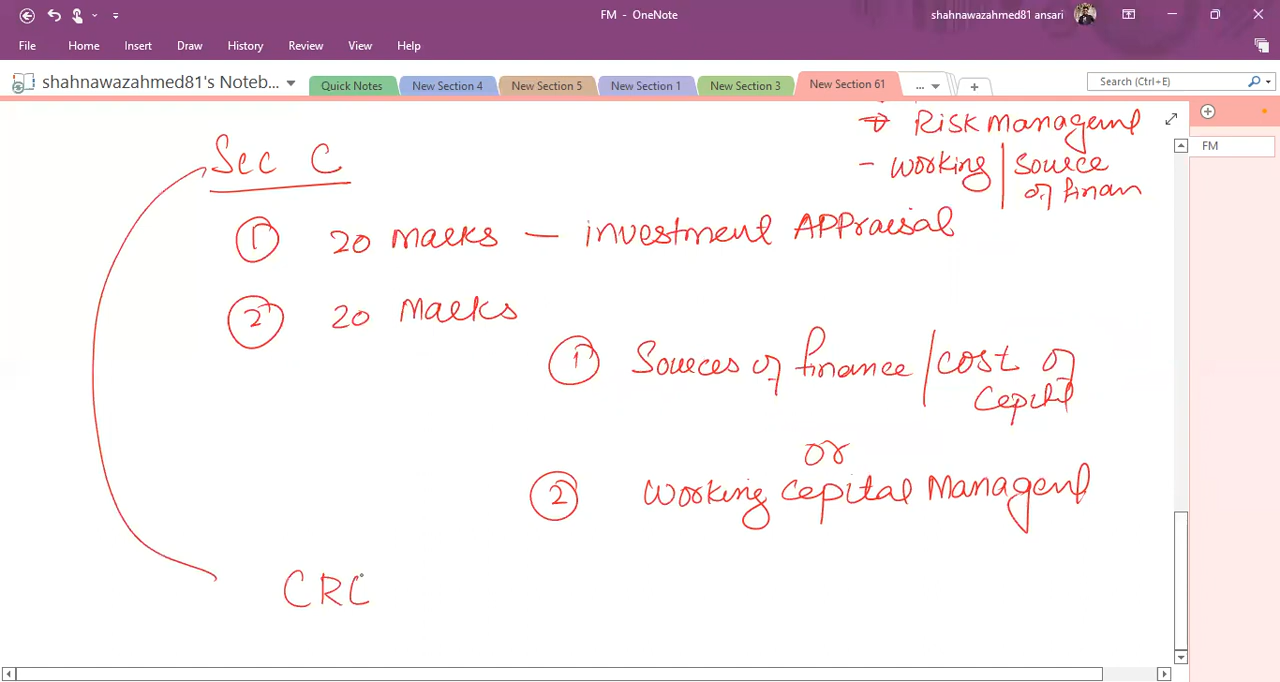 FM - OneNote
shahnawazahmed81 ansari
File Home Insert Draw History Review View Help
shahnawazahmed81's Noteb...
Quick Notes
New Section 4
New Section 5
New Section 1
New Section 3
New Section 61
...
Search (Ctrl+E)
FM
→ Risk Managemt
- Working | Source of finan
Sec C
① 20 Marks — investment APPraisal
② 20 Marks
① Sources of finance / Cost of
Capital
or
② Working Capital Managemt
CRC